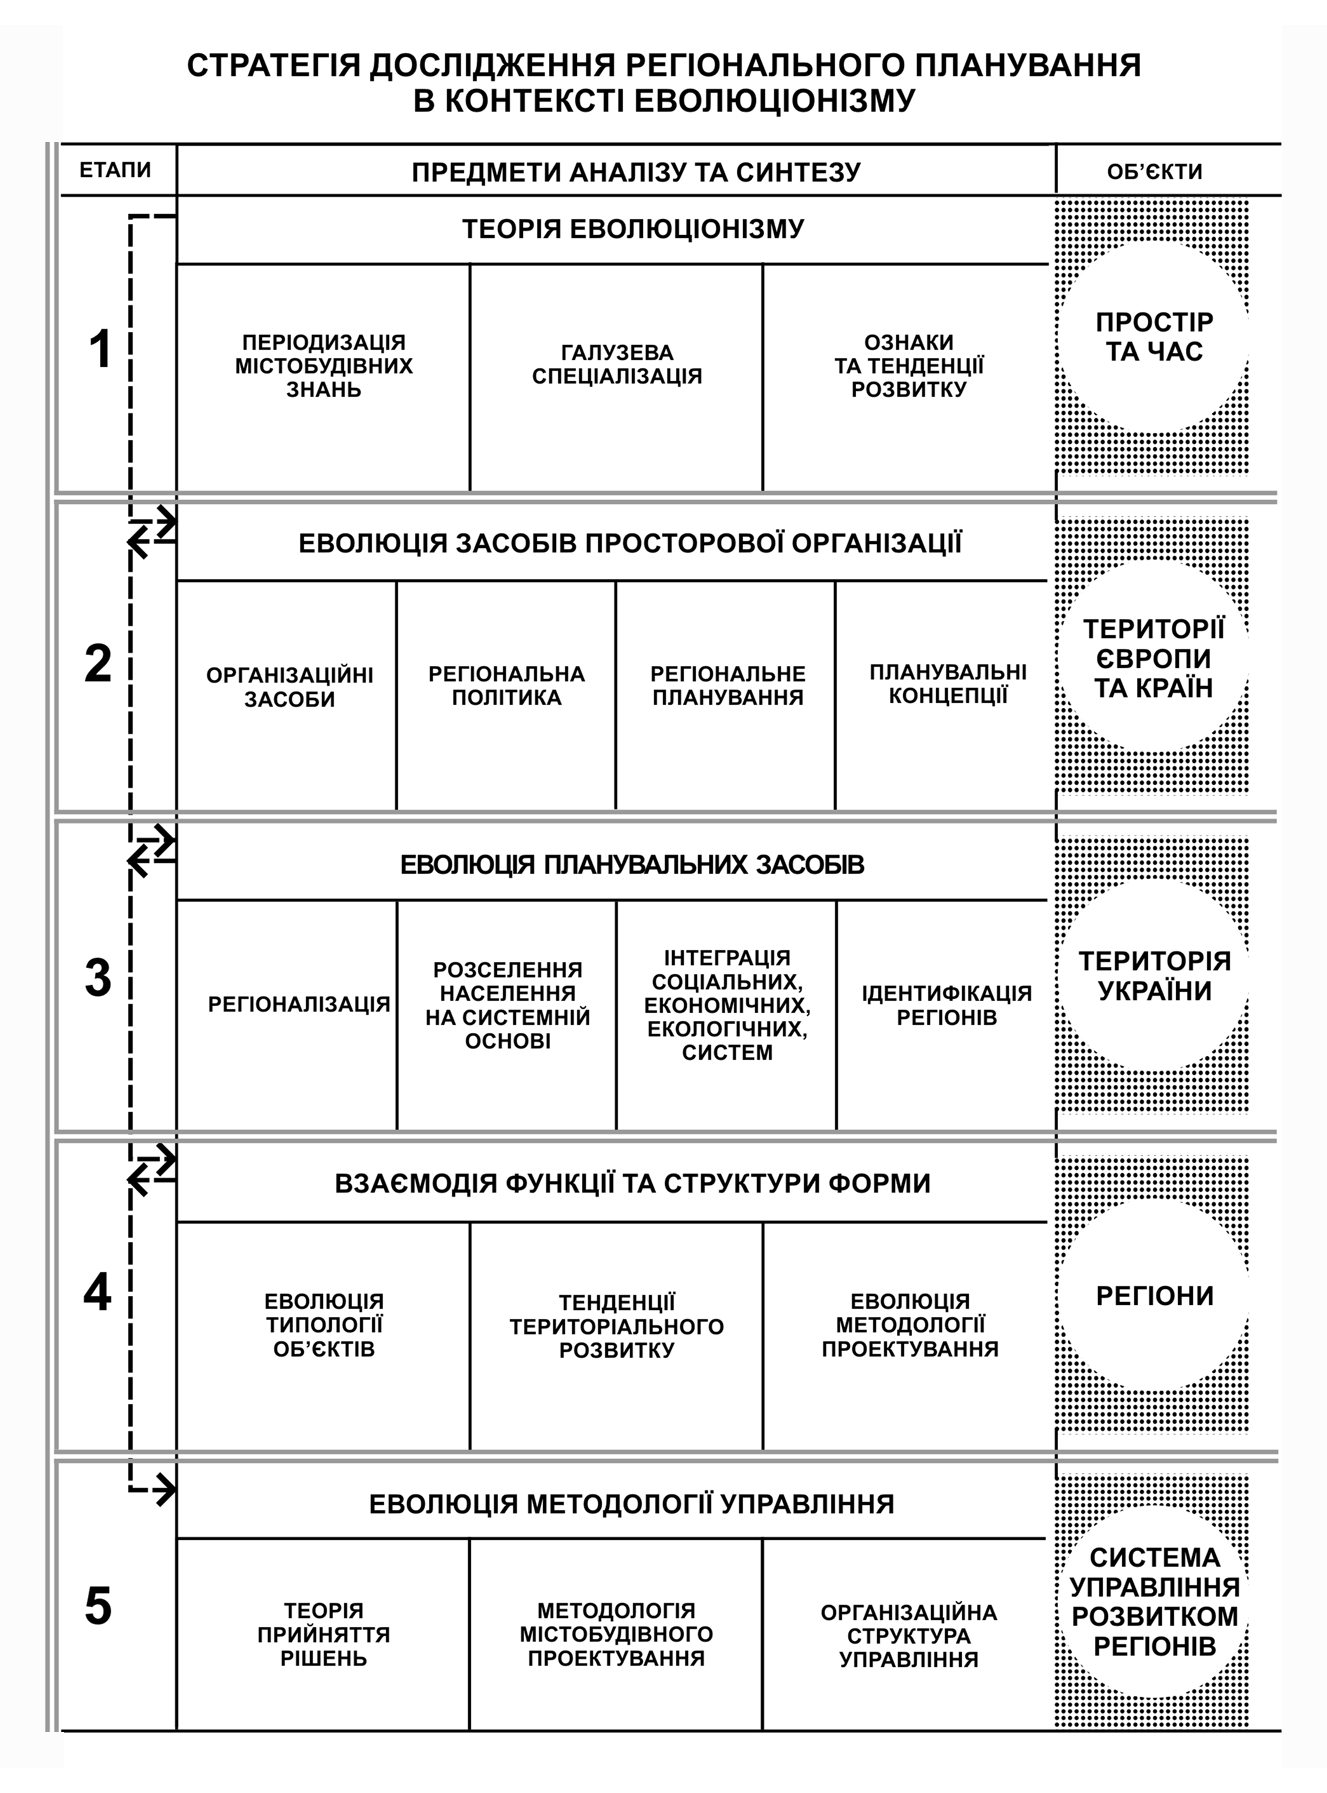 СТРАТЕГІЯ ДОСЛІДЖЕННЯ РЕГІОНАЛЬНОГО ПЛАНУВАННЯ
В КОНТЕКСТІ ЕВОЛЮЦІОНІЗМУ
ЕТАПИ
ПРЕДМЕТИ АНАЛІЗУ ТА СИНТЕЗУ
ОБ’ЄКТИ
1
ТЕОРІЯ ЕВОЛЮЦІОНІЗМУ
ПЕРІОДИЗАЦІЯ
МІСТОБУДІВНИХ
ЗНАНЬ
ГАЛУЗЕВА
СПЕЦІАЛІЗАЦІЯ
ОЗНАКИ
ТА ТЕНДЕНЦІЇ
РОЗВИТКУ
ПРОСТІР
ТА ЧАС
2
ЕВОЛЮЦІЯ ЗАСОБІВ ПРОСТОРОВОЇ ОРГАНІЗАЦІЇ
ОРГАНІЗАЦІЙНІ
ЗАСОБИ
РЕГІОНАЛЬНА
ПОЛІТИКА
РЕГІОНАЛЬНЕ
ПЛАНУВАННЯ
ПЛАНУВАЛЬНІ
КОНЦЕПЦІЇ
ТЕРИТОРІЇ
ЄВРОПИ
ТА КРАЇН
3
ЕВОЛЮЦІЯ ПЛАНУВАЛЬНИХ ЗАСОБІВ
РЕГІОНАЛІЗАЦІЯ
РОЗСЕЛЕННЯ
НАСЕЛЕННЯ
НА СИСТЕМНІЙ
ОСНОВІ
ІНТЕГРАЦІЯ
СОЦІАЛЬНИХ,
ЕКОНОМІЧНИХ,
ЕКОЛОГІЧНИХ,
СИСТЕМ
ІДЕНТИФІКАЦІЯ
РЕГІОНІВ
ТЕРИТОРІЯ
УКРАЇНИ
4
ВЗАЄМОДІЯ ФУНКЦІЇ ТА СТРУКТУРИ ФОРМИ
ЕВОЛЮЦІЯ
ТИПОЛОГІЇ
ОБ’ЄКТІВ
ТЕНДЕНЦІЇ
ТЕРИТОРІАЛЬНОГО
РОЗВИТКУ
ЕВОЛЮЦІЯ
МЕТОДОЛОГІЇ
ПРОЕКТУВАННЯ
РЕГІОНИ
5
ЕВОЛЮЦІЯ МЕТОДОЛОГІЇ УПРАВЛІННЯ
ТЕОРІЯ
ПРИЙНЯТТЯ
РІШЕНЬ
МЕТОДОЛОГІЯ
МІСТОБУДІВНОГО
ПРОЕКТУВАННЯ
ОРГАНІЗАЦІЙНА
СТРУКТУРА
УПРАВЛІННЯ
СИСТЕМА
УПРАВЛІННЯ
РОЗВИТКОМ
РЕГІОНІВ